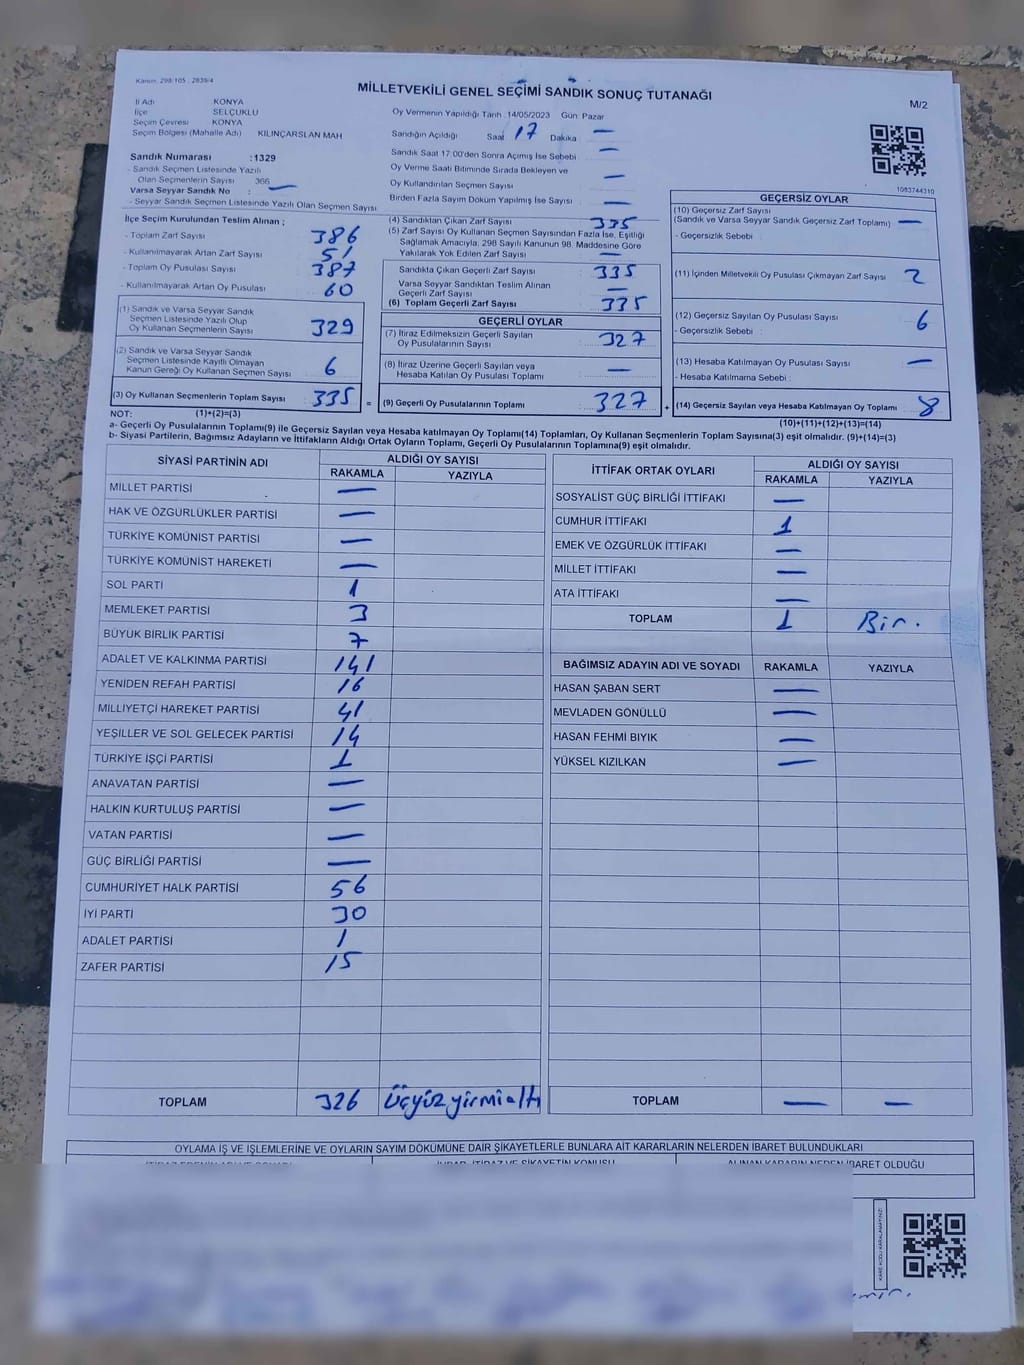 Kanun: 298/105 : 2839/4
MİLLETVEKİLİ GENEL SEÇİMİ SANDIK SONUÇ TUTANAĞI
M/2
İl Adı KONYA
İlçe SELÇUKLU
Seçim Çevresi KONYA
Seçim Bölgesi (Mahalle Adı) KILINÇARSLAN MAH
Sandık Numarası :1329
- Sandık Seçmen Listesinde Yazılı
Olan Seçmenlerin Sayısı 366
Varsa Seyyar Sandık No : —
- Seyyar Sandık Seçmen Listesinde Yazılı Olan Seçmen Sayısı
Oy Vermenin Yapıldığı Tarih :14/05/2023 Gün: Pazar
Sandığın Açıldığı Saat 17 Dakika —
Sandık Saat 17:00'den Sonra Açımış İse Sebebi —
Oy Verme Saati Bitiminde Sırada Bekleyen ve
Oy Kullandırılan Seçmen Sayısı —
Birden Fazla Sayım Döküm Yapılmış İse Sayısı —
1083744310
İlçe Seçim Kurulundan Teslim Alınan ;
- Toplam Zarf Sayısı 386
- Kullanılmayarak Artan Zarf Sayısı 51
- Toplam Oy Pusulası Sayısı 387
- Kullanılmayarak Artan Oy Pusulası 60
(1) Sandık ve Varsa Seyyar Sandık
Seçmen Listesinde Yazılı Olup
Oy Kullanan Seçmenlerin Sayısı 329
(2) Sandık ve Varsa Seyyar Sandık
Seçmen Listesinde Kayıtlı Olmayan
Kanun Gereği Oy Kullanan Seçmen Sayısı 6
(3) Oy Kullanan Seçmenlerin Toplam Sayısı 335 =
(4) Sandıktan Çıkan Zarf Sayısı 335
(5) Zarf Sayısı Oy Kullanan Seçmen Sayısından Fazla İse, Eşitliği
Sağlamak Amacıyla, 298 Sayılı Kanunun 98. Maddesine Göre
Yakılarak Yok Edilen Zarf Sayısı —
Sandıkta Çıkan Geçerli Zarf Sayısı 335
Varsa Seyyar Sandıktan Teslim Alınan
Geçerli Zarf Sayısı —
(6) Toplam Geçerli Zarf Sayısı 335
GEÇERLİ OYLAR
(7) İtiraz Edilmeksizin Geçerli Sayılan
Oy Pusulalarının Sayısı 327
(8) İtiraz Üzerine Geçerli Sayılan veya
Hesaba Katılan Oy Pusulası Toplamı —
(9) Geçerli Oy Pusulalarının Toplamı 327 +
GEÇERSİZ OYLAR
(10) Geçersiz Zarf Sayısı
(Sandık ve Varsa Seyyar Sandık Geçersiz Zarf Toplamı) —
- Geçersizlik Sebebi :
(11) İçinden Milletvekili Oy Pusulası Çıkmayan Zarf Sayısı 2
(12) Geçersiz Sayılan Oy Pusulası Sayısı 6
- Geçersizlik Sebebi :
(13) Hesaba Katılmayan Oy Pusulası Sayısı —
- Hesaba Katılmama Sebebi :
(14) Geçersiz Sayılan veya Hesaba Katılmayan Oy Toplamı 8
NOT: (1)+(2)=(3) (10)+(11)+(12)+(13)=(14)
a- Geçerli Oy Pusulalarının Toplamı(9) ile Geçersiz Sayılan veya Hesaba katılmayan Oy Toplamı(14) Toplamları, Oy Kullanan Seçmenlerin Toplam Sayısına(3) eşit olmalıdır. (9)+(14)=(3)
b- Siyasi Partilerin, Bağımsız Adayların ve İttifakların Aldığı Ortak Oyların Toplamı, Geçerli Oy Pusulalarının Toplamına(9) eşit olmalıdır.
SİYASİ PARTİNİN ADI ALDIĞI OY SAYISI
RAKAMLA YAZIYLA
MİLLET PARTİSİ —
HAK VE ÖZGÜRLÜKLER PARTİSİ —
TÜRKİYE KOMÜNİST PARTİSİ —
TÜRKİYE KOMÜNİST HAREKETİ —
SOL PARTİ 1
MEMLEKET PARTİSİ 3
BÜYÜK BİRLİK PARTİSİ 7
ADALET VE KALKINMA PARTİSİ 141
YENİDEN REFAH PARTİSİ 16
MİLLİYETÇİ HAREKET PARTİSİ 41
YEŞİLLER VE SOL GELECEK PARTİSİ 14
TÜRKİYE İŞÇİ PARTİSİ 1
ANAVATAN PARTİSİ —
HALKIN KURTULUŞ PARTİSİ —
VATAN PARTİSİ —
GÜÇ BİRLİĞİ PARTİSİ —
CUMHURİYET HALK PARTİSİ 56
İYİ PARTİ 30
ADALET PARTİSİ 1
ZAFER PARTİSİ 15
TOPLAM 326 üçyüzyirmialtı
İTTİFAK ORTAK OYLARI ALDIĞI OY SAYISI
RAKAMLA YAZIYLA
SOSYALİST GÜÇ BİRLİĞİ İTTİFAKI —
CUMHUR İTTİFAKI 1
EMEK VE ÖZGÜRLÜK İTTİFAKI —
MİLLET İTTİFAKI —
ATA İTTİFAKI —
TOPLAM 1 Bir.
BAĞIMSIZ ADAYIN ADI VE SOYADI RAKAMLA YAZIYLA
HASAN ŞABAN SERT —
MEVLADEN GÖNÜLLÜ —
HASAN FEHMİ BIYIK —
YÜKSEL KIZILKAN —
TOPLAM — —
OYLAMA İŞ VE İŞLEMLERİNE VE OYLARIN SAYIM DÖKÜMÜNE DAİR ŞİKAYETLERLE BUNLARA AİT KARARLARIN NELERDEN İBARET BULUNDUKLARI
ALINAN KARARIN NEDEN İBARET OLDUĞU
KARE KODU KARALAMAYINIZ!